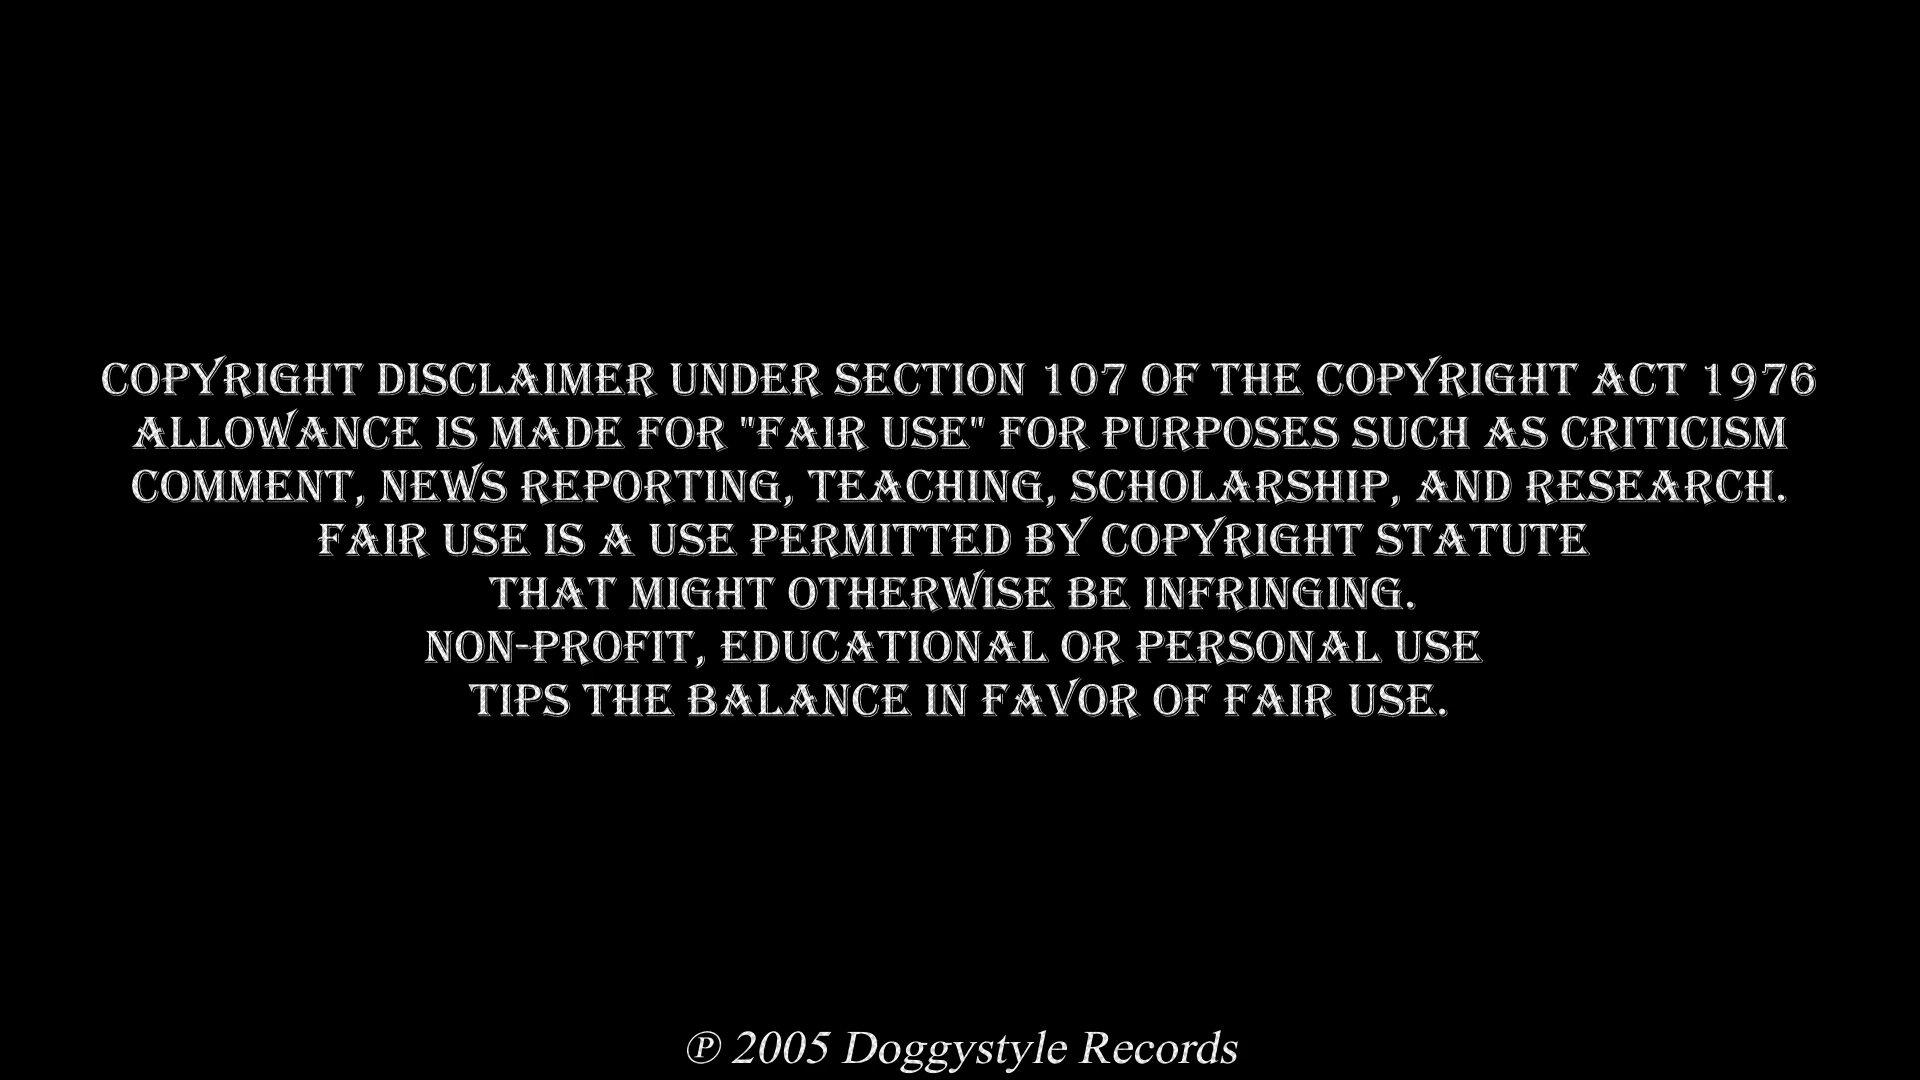 COPYRIGHT DISCLAIMER UNDER SECTION 107 OF THE COPYRIGHT ACT 1976
ALLOWANCE IS MADE FOR "FAIR USE" FOR PURPOSES SUCH AS CRITICISM
COMMENT, NEWS REPORTING, TEACHING, SCHOLARSHIP, AND RESEARCH.
FAIR USE IS A USE PERMITTED BY COPYRIGHT STATUTE
THAT MIGHT OTHERWISE BE INFRINGING.
NON-PROFIT, EDUCATIONAL OR PERSONAL USE
TIPS THE BALANCE IN FAVOR OF FAIR USE.
℗ 2005 Doggystyle Records